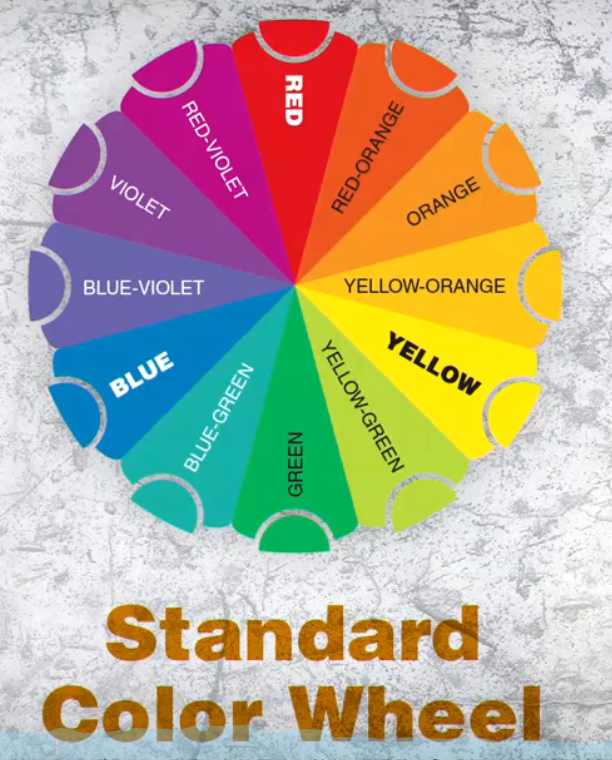 RED
RED-ORANGE
ORANGE
YELLOW-ORANGE
YELLOW
YELLOW-GREEN
GREEN
BLUE-GREEN
BLUE
BLUE-VIOLET
VIOLET
RED-VIOLET
Standard
Color Wheel